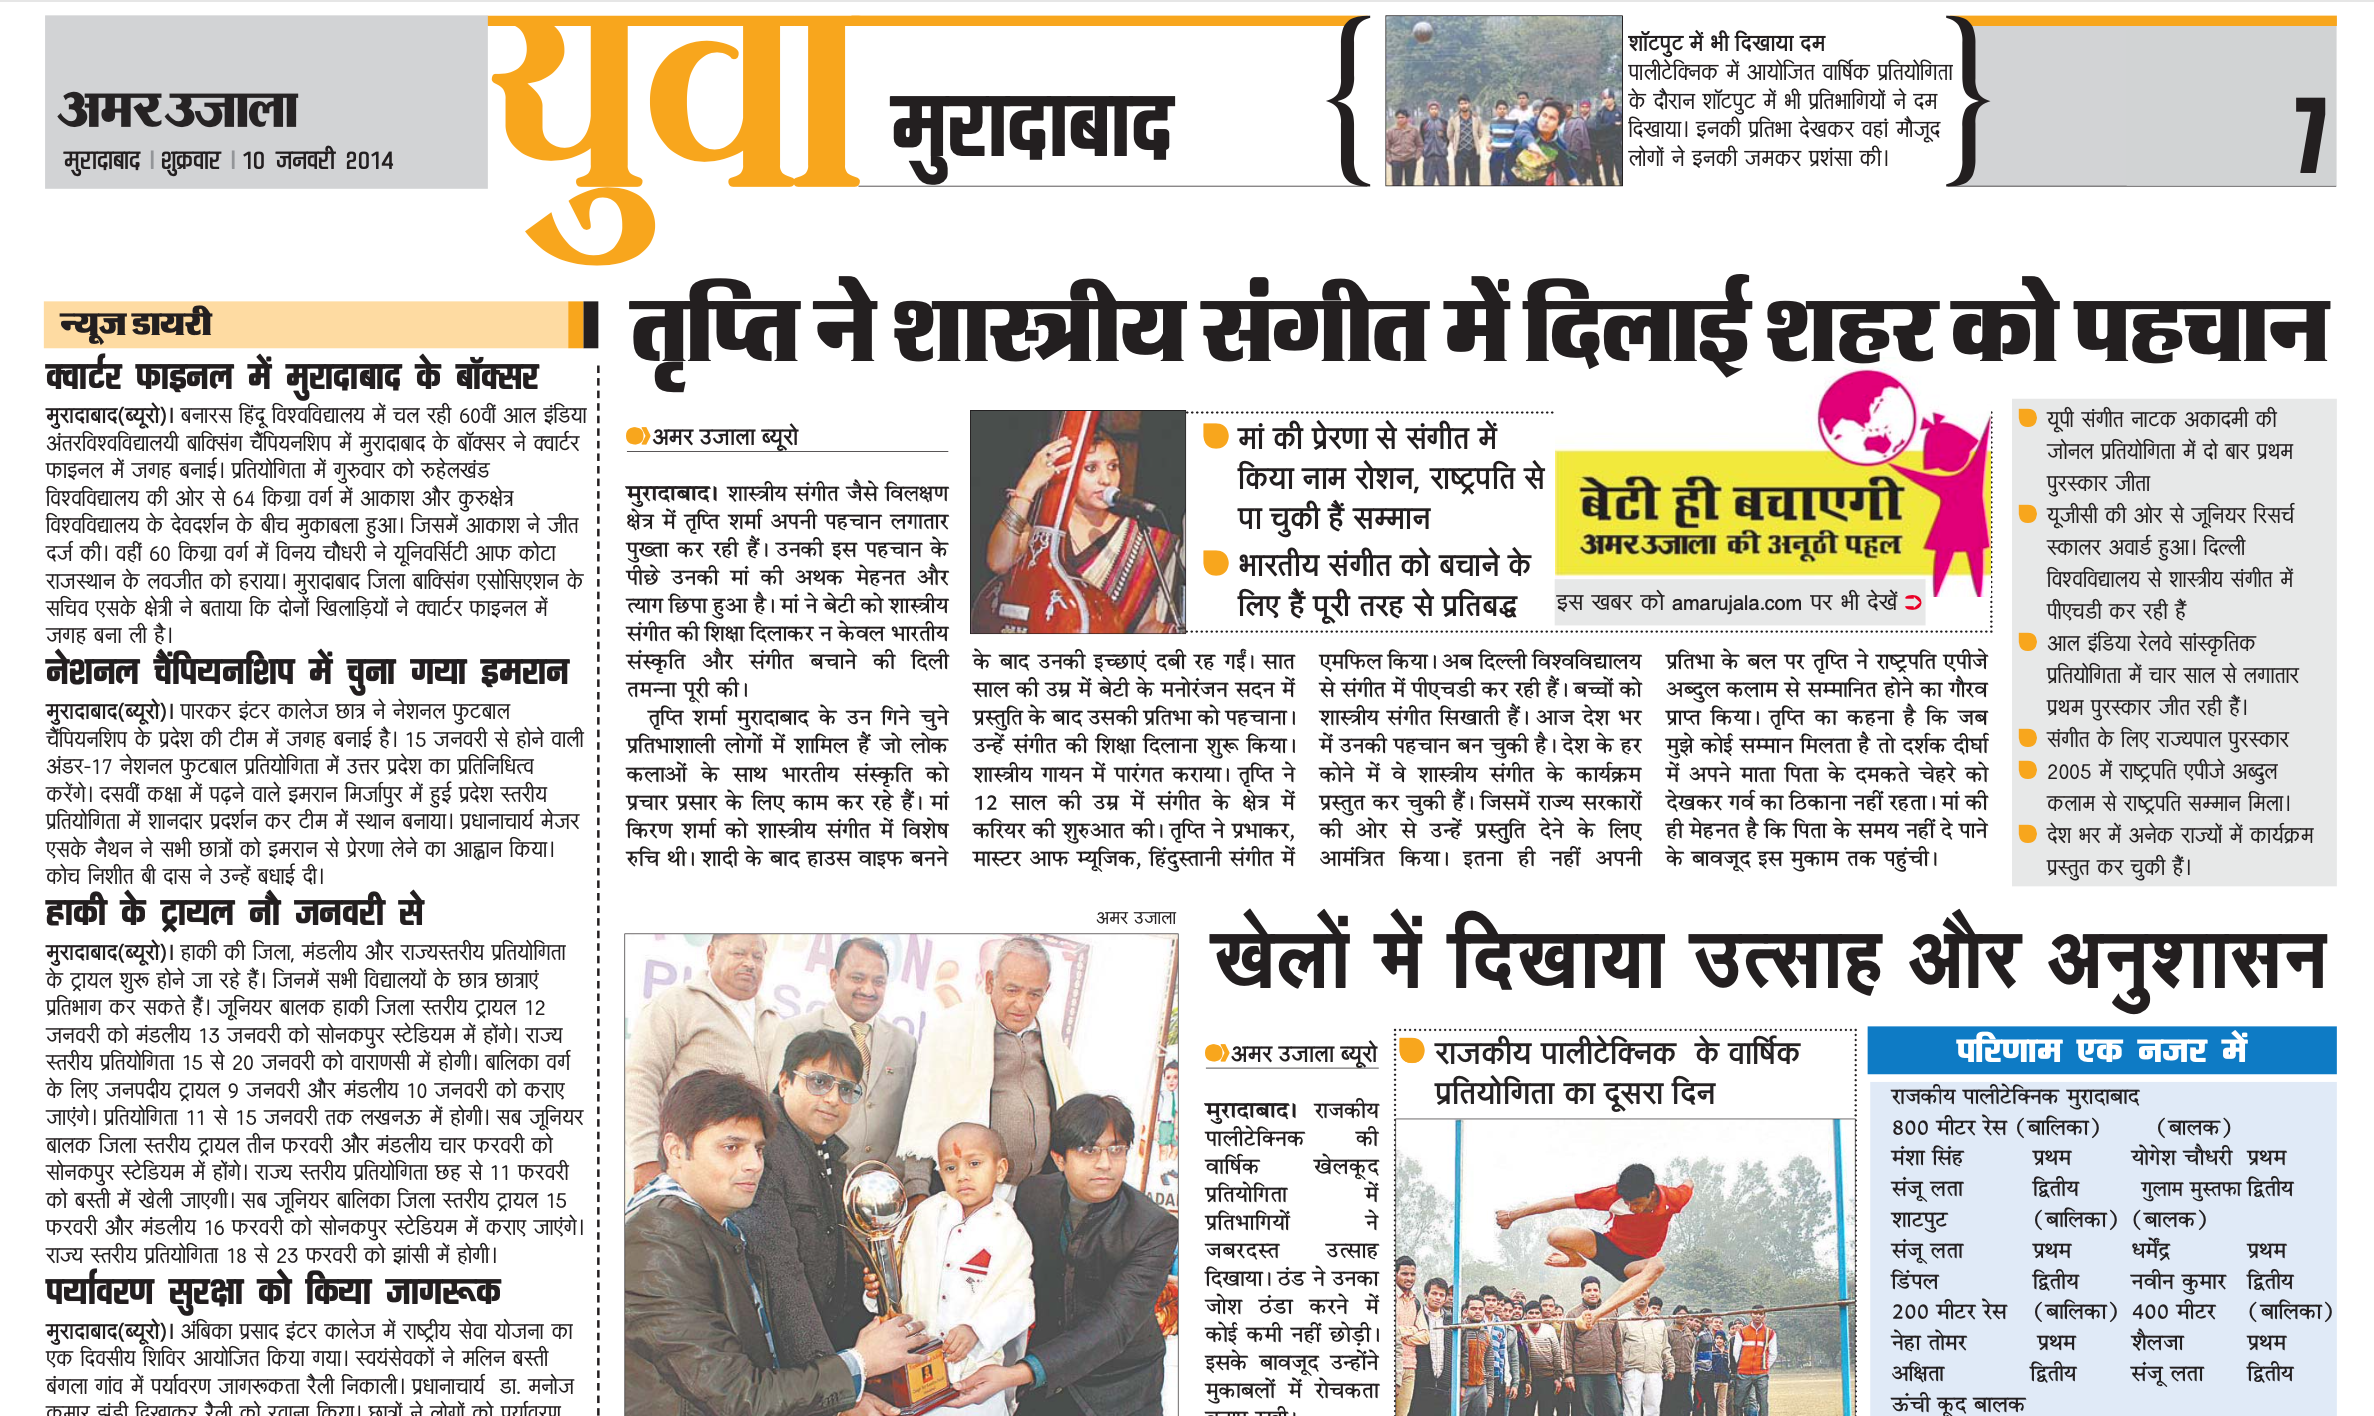 अमर उजाला
मुरादाबाद | शुक्रवार | 10 जनवरी 2014
युवा
मुरादाबाद
शॉटपुट में भी दिखाया दम
पालीटेक्निक में आयोजित वार्षिक प्रतियोगिता
के दौरान शॉटपुट में भी प्रतिभागियों ने दम
दिखाया। इनकी प्रतिभा देखकर वहां मौजूद
लोगों ने इनकी जमकर प्रशंसा की।
7
न्यूज डायरी
क्वार्टर फाइनल में मुरादाबाद के बॉक्सर
मुरादाबाद(ब्यूरो)। बनारस हिंदू विश्वविद्यालय में चल रही 60वीं आल इंडिया
अंतरविश्वविद्यालयी बाक्सिंग चैंपियनशिप में मुरादाबाद के बॉक्सर ने क्वार्टर
फाइनल में जगह बनाई। प्रतियोगिता में गुरुवार को रुहेलखंड
विश्वविद्यालय की ओर से 64 किग्रा वर्ग में आकाश और कुरुक्षेत्र
विश्वविद्यालय के देवदर्शन के बीच मुकाबला हुआ। जिसमें आकाश ने जीत
दर्ज की। वहीं 60 किग्रा वर्ग में विनय चौधरी ने यूनिवर्सिटी आफ कोटा
राजस्थान के लवजीत को हराया। मुरादाबाद जिला बाक्सिंग एसोसिएशन के
सचिव एसके क्षेत्री ने बताया कि दोनों खिलाड़ियों ने क्वार्टर फाइनल में
जगह बना ली है।
नेशनल चैंपियनशिप में चुना गया इमरान
मुरादाबाद(ब्यूरो)। पारकर इंटर कालेज छात्र ने नेशनल फुटबाल
चैंपियनशिप के प्रदेश की टीम में जगह बनाई है। 15 जनवरी से होने वाली
अंडर-17 नेशनल फुटबाल प्रतियोगिता में उत्तर प्रदेश का प्रतिनिधित्व
करेंगे। दसवीं कक्षा में पढ़ने वाले इमरान मिर्जापुर में हुई प्रदेश स्तरीय
प्रतियोगिता में शानदार प्रदर्शन कर टीम में स्थान बनाया। प्रधानाचार्य मेजर
एसके नैथन ने सभी छात्रों को इमरान से प्रेरणा लेने का आह्वान किया।
कोच निशीत बी दास ने उन्हें बधाई दी।
हाकी के ट्रायल नौ जनवरी से
मुरादाबाद(ब्यूरो)। हाकी की जिला, मंडलीय और राज्यस्तरीय प्रतियोगिता
के ट्रायल शुरू होने जा रहे हैं। जिनमें सभी विद्यालयों के छात्र छात्राएं
प्रतिभाग कर सकते हैं। जूनियर बालक हाकी जिला स्तरीय ट्रायल 12
जनवरी को मंडलीय 13 जनवरी को सोनकपुर स्टेडियम में होंगे। राज्य
स्तरीय प्रतियोगिता 15 से 20 जनवरी को वाराणसी में होगी। बालिका वर्ग
के लिए जनपदीय ट्रायल 9 जनवरी और मंडलीय 10 जनवरी को कराए
जाएंगे। प्रतियोगिता 11 से 15 जनवरी तक लखनऊ में होगी। सब जूनियर
बालक जिला स्तरीय ट्रायल तीन फरवरी और मंडलीय चार फरवरी को
सोनकपुर स्टेडियम में होंगे। राज्य स्तरीय प्रतियोगिता छह से 11 फरवरी
को बस्ती में खेली जाएगी। सब जूनियर बालिका जिला स्तरीय ट्रायल 15
फरवरी और मंडलीय 16 फरवरी को सोनकपुर स्टेडियम में कराए जाएंगे।
राज्य स्तरीय प्रतियोगिता 18 से 23 फरवरी को झांसी में होगी।
पर्यावरण सुरक्षा को किया जागरूक
मुरादाबाद(ब्यूरो)। अंबिका प्रसाद इंटर कालेज में राष्ट्रीय सेवा योजना का
एक दिवसीय शिविर आयोजित किया गया। स्वयंसेवकों ने मलिन बस्ती
बंगला गांव में पर्यावरण जागरूकता रैली निकाली। प्रधानाचार्य डा. मनोज
कुमार झंडी दिखाकर रैली को रवाना किया। छात्रों ने लोगों को पर्यावरण
तृप्ति ने शास्त्रीय संगीत में दिलाई शहर को पहचान
अमर उजाला ब्यूरो
मुरादाबाद। शास्त्रीय संगीत जैसे विलक्षण
क्षेत्र में तृप्ति शर्मा अपनी पहचान लगातार
पुख्ता कर रही हैं। उनकी इस पहचान के
पीछे उनकी मां की अथक मेहनत और
त्याग छिपा हुआ है। मां ने बेटी को शास्त्रीय
संगीत की शिक्षा दिलाकर न केवल भारतीय
संस्कृति और संगीत बचाने की दिली
तमन्ना पूरी की।
तृप्ति शर्मा मुरादाबाद के उन गिने चुने
प्रतिभाशाली लोगों में शामिल हैं जो लोक
कलाओं के साथ भारतीय संस्कृति को
प्रचार प्रसार के लिए काम कर रहे हैं। मां
किरण शर्मा को शास्त्रीय संगीत में विशेष
रुचि थी। शादी के बाद हाउस वाइफ बनने
मां की प्रेरणा से संगीत में
किया नाम रोशन, राष्ट्रपति से
पा चुकी हैं सम्मान
भारतीय संगीत को बचाने के
लिए हैं पूरी तरह से प्रतिबद्ध
बेटी ही बचाएगी
अमर उजाला की अनूठी पहल
इस खबर को amarujala.com पर भी देखें
के बाद उनकी इच्छाएं दबी रह गईं। सात
साल की उम्र में बेटी के मनोरंजन सदन में
प्रस्तुति के बाद उसकी प्रतिभा को पहचाना।
उन्हें संगीत की शिक्षा दिलाना शुरू किया।
शास्त्रीय गायन में पारंगत कराया। तृप्ति ने
12 साल की उम्र में संगीत के क्षेत्र में
करियर की शुरुआत की। तृप्ति ने प्रभाकर,
मास्टर आफ म्यूजिक, हिंदुस्तानी संगीत में
एमफिल किया। अब दिल्ली विश्वविद्यालय
से संगीत में पीएचडी कर रही हैं। बच्चों को
शास्त्रीय संगीत सिखाती हैं। आज देश भर
में उनकी पहचान बन चुकी है। देश के हर
कोने में वे शास्त्रीय संगीत के कार्यक्रम
प्रस्तुत कर चुकी हैं। जिसमें राज्य सरकारों
की ओर से उन्हें प्रस्तुति देने के लिए
आमंत्रित किया। इतना ही नहीं अपनी
प्रतिभा के बल पर तृप्ति ने राष्ट्रपति एपीजे
अब्दुल कलाम से सम्मानित होने का गौरव
प्राप्त किया। तृप्ति का कहना है कि जब
मुझे कोई सम्मान मिलता है तो दर्शक दीर्घा
में अपने माता पिता के दमकते चेहरे को
देखकर गर्व का ठिकाना नहीं रहता। मां की
ही मेहनत है कि पिता के समय नहीं दे पाने
के बावजूद इस मुकाम तक पहुंची।
यूपी संगीत नाटक अकादमी की
जोनल प्रतियोगिता में दो बार प्रथम
पुरस्कार जीता
यूजीसी की ओर से जूनियर रिसर्च
स्कालर अवार्ड हुआ। दिल्ली
विश्वविद्यालय से शास्त्रीय संगीत में
पीएचडी कर रही हैं
आल इंडिया रेलवे सांस्कृतिक
प्रतियोगिता में चार साल से लगातार
प्रथम पुरस्कार जीत रही हैं।
संगीत के लिए राज्यपाल पुरस्कार
2005 में राष्ट्रपति एपीजे अब्दुल
कलाम से राष्ट्रपति सम्मान मिला।
देश भर में अनेक राज्यों में कार्यक्रम
प्रस्तुत कर चुकी हैं।
अमर उजाला
खेलों में दिखाया उत्साह और अनुशासन
अमर उजाला ब्यूरो
मुरादाबाद। राजकीय
पालीटेक्निक की
वार्षिक खेलकूद
प्रतियोगिता में
प्रतिभागियों ने
जबरदस्त उत्साह
दिखाया। ठंड ने उनका
जोश ठंडा करने में
कोई कमी नहीं छोड़ी।
इसके बावजूद उन्होंने
मुकाबलों में रोचकता
राजकीय पालीटेक्निक के वार्षिक
प्रतियोगिता का दूसरा दिन
परिणाम एक नजर में
राजकीय पालीटेक्निक मुरादाबाद
800 मीटर रेस (बालिका) (बालक)
मंशा सिंह प्रथम योगेश चौधरी प्रथम
संजू लता द्वितीय गुलाम मुस्तफा द्वितीय
शाटपुट (बालिका) (बालक)
संजू लता प्रथम धर्मेंद्र प्रथम
डिंपल द्वितीय नवीन कुमार द्वितीय
200 मीटर रेस (बालिका) 400 मीटर (बालिका)
नेहा तोमर प्रथम शैलजा प्रथम
अक्षिता द्वितीय संजू लता द्वितीय
ऊंची कूद बालक